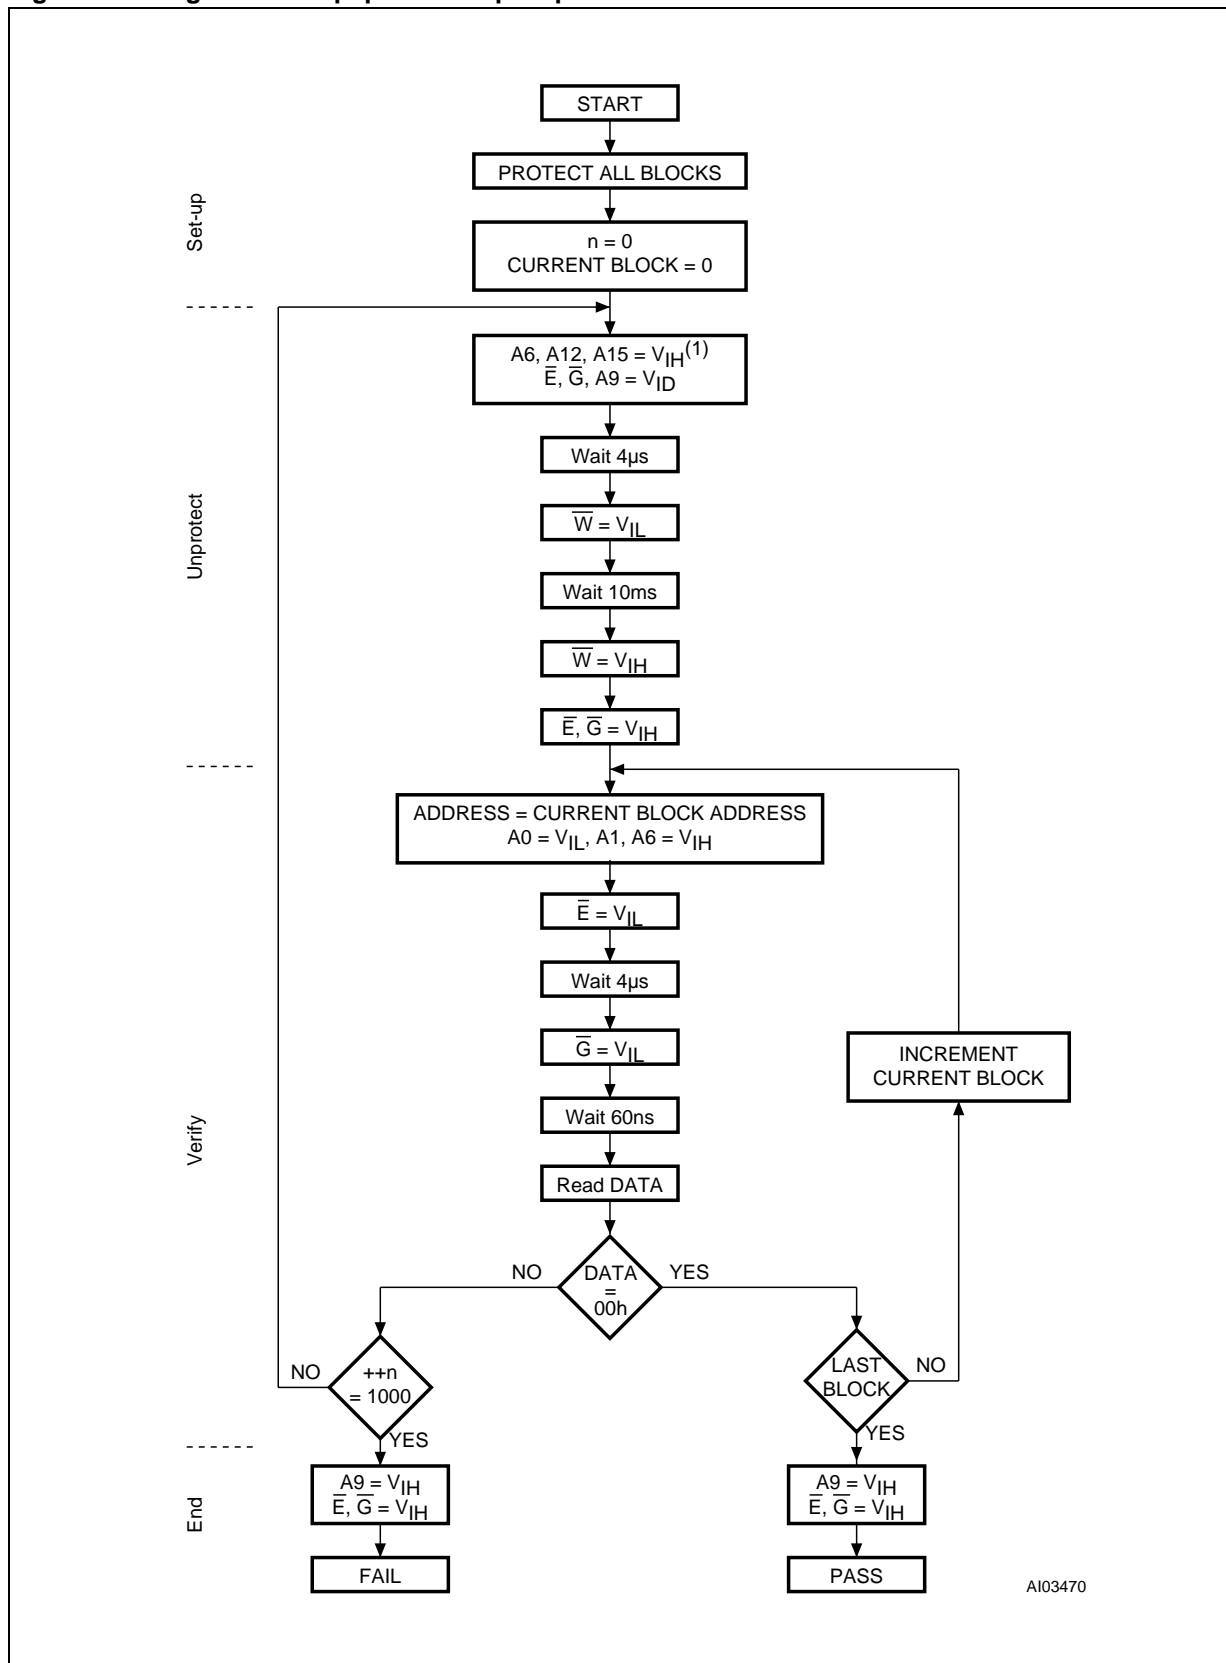 START
PROTECT ALL BLOCKS
Set-up
n = 0
CURRENT BLOCK = 0
A6, A12, A15 = VIH(1)
E̅, G̅, A9 = VID
Wait 4µs
Unprotect
W̅ = VIL
Wait 10ms
W̅ = VIH
E̅, G̅ = VIH
ADDRESS = CURRENT BLOCK ADDRESS
A0 = VIL, A1, A6 = VIH
E̅ = VIL
Wait 4µs
G̅ = VIL
INCREMENT
CURRENT BLOCK
Wait 60ns
Verify
Read DATA
NO
DATA
=
00h
YES
NO
++n
= 1000
YES
LAST
BLOCK
NO
YES
End
A9 = VIH
E̅, G̅ = VIH
A9 = VIH
E̅, G̅ = VIH
FAIL
PASS
AI03470